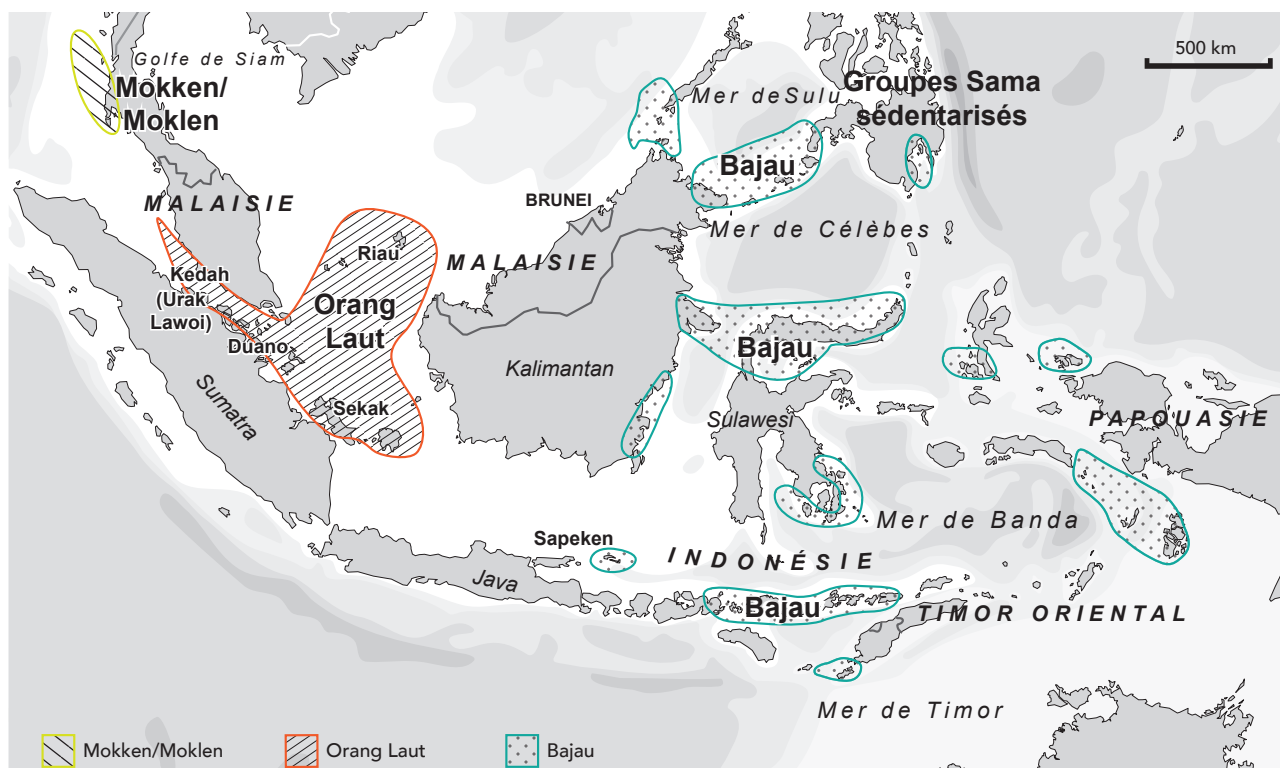 500 km
Golfe de Siam
Mokken/
Moklen
Mer de Sulu
Groupes Sama
sédentarisés
Bajau
MALAISIE
BRUNEI
Mer de Célèbes
Riau
MALAISIE
Kedah
(Urak
Lawoi)
Orang
Laut
Duano
Bajau
Kalimantan
Sumatra
Sekak
Sulawesi
PAPOUASIE
Mer de Banda
Sapeken
INDONÉSIE
Java
Bajau
TIMOR ORIENTAL
Mer de Timor
Mokken/Moklen
Orang Laut
Bajau